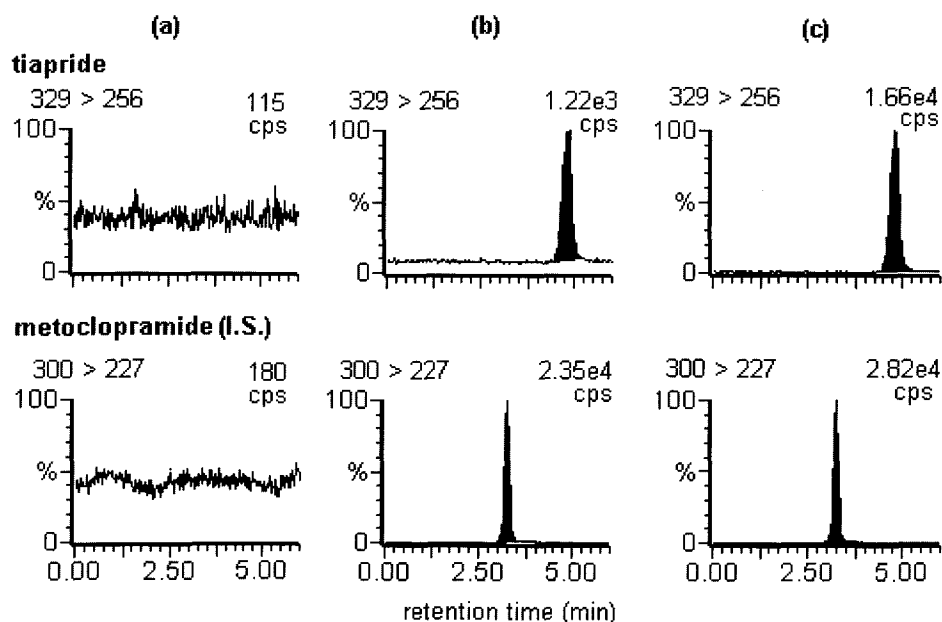 (a) (b) (c)
tiapride
329 > 256 115 329 > 256 1.22e3 329 > 256 1.66e4
cps cps cps
100 100 100
% % %
0 0 0
metoclopramide (I.S.)
300 > 227 180 300 > 227 2.35e4 300 > 227 2.82e4
cps cps cps
100 100 100
% % %
0 0 0
0.00 2.50 5.00 0.00 2.50 5.00 0.00 2.50 5.00
retention time (min)